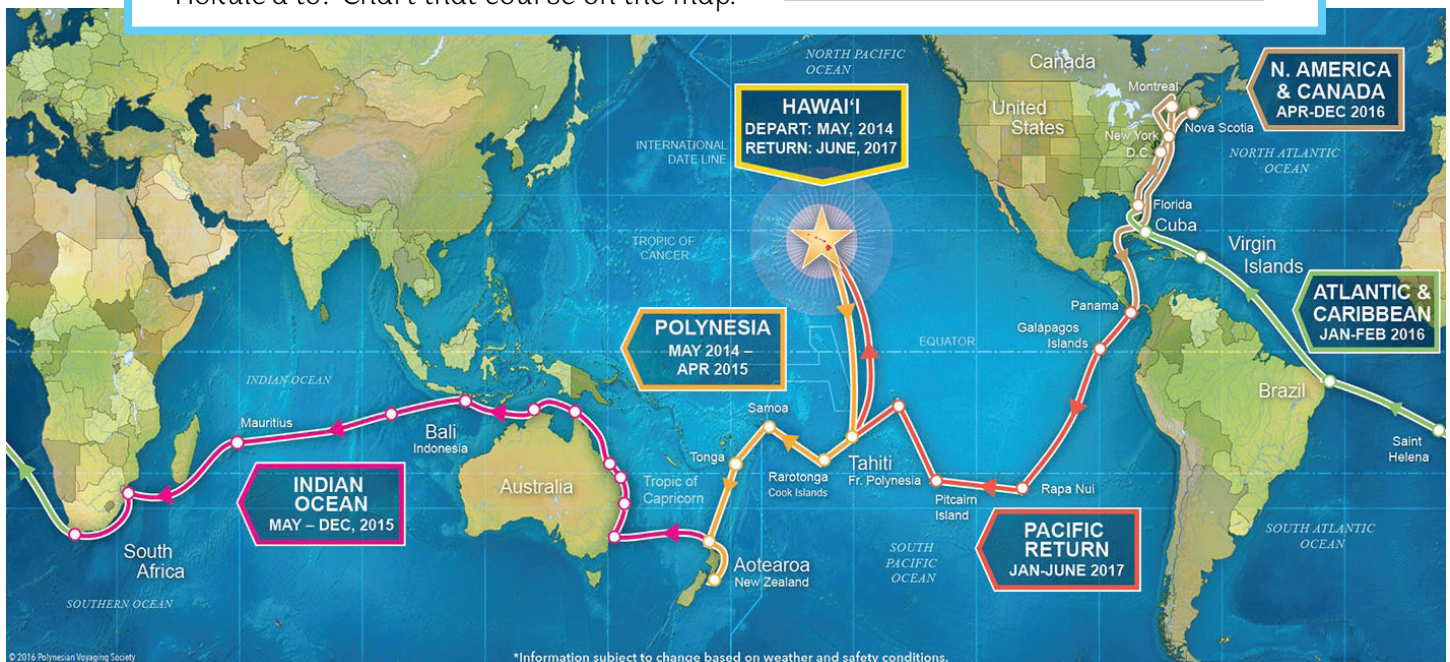 Hōkūleʻa to? Chart that course on the map.
NORTH PACIFIC
OCEAN
Canada
Montreal
N. AMERICA
& CANADA
APR-DEC 2016
HAWAIʻI
DEPART: MAY, 2014
RETURN: JUNE, 2017
United
States
New York
Nova Scotia
D.C.
INTERNATIONAL
DATE LINE
NORTH ATLANTIC
OCEAN
Florida
Cuba
TROPIC OF
CANCER
Virgin
Islands
ATLANTIC &
CARIBBEAN
JAN-FEB 2016
Panama
Galápagos
Islands
POLYNESIA
MAY 2014 –
APR 2015
EQUATOR
INDIAN OCEAN
Brazil
Mauritius
Bali
Indonesia
Samoa
Saint
Helena
Tonga
Rarotonga
Cook Islands
Tahiti
Fr. Polynesia
INDIAN
OCEAN
MAY – DEC, 2015
Australia
Tropic of
Capricorn
Pitcairn
Island
Rapa Nui
South
Africa
SOUTH
PACIFIC
OCEAN
PACIFIC
RETURN
JAN-JUNE 2017
SOUTH ATLANTIC
OCEAN
Aotearoa
New Zealand
SOUTHERN OCEAN
© 2016 Polynesian Voyaging Society
*Information subject to change based on weather and safety conditions.